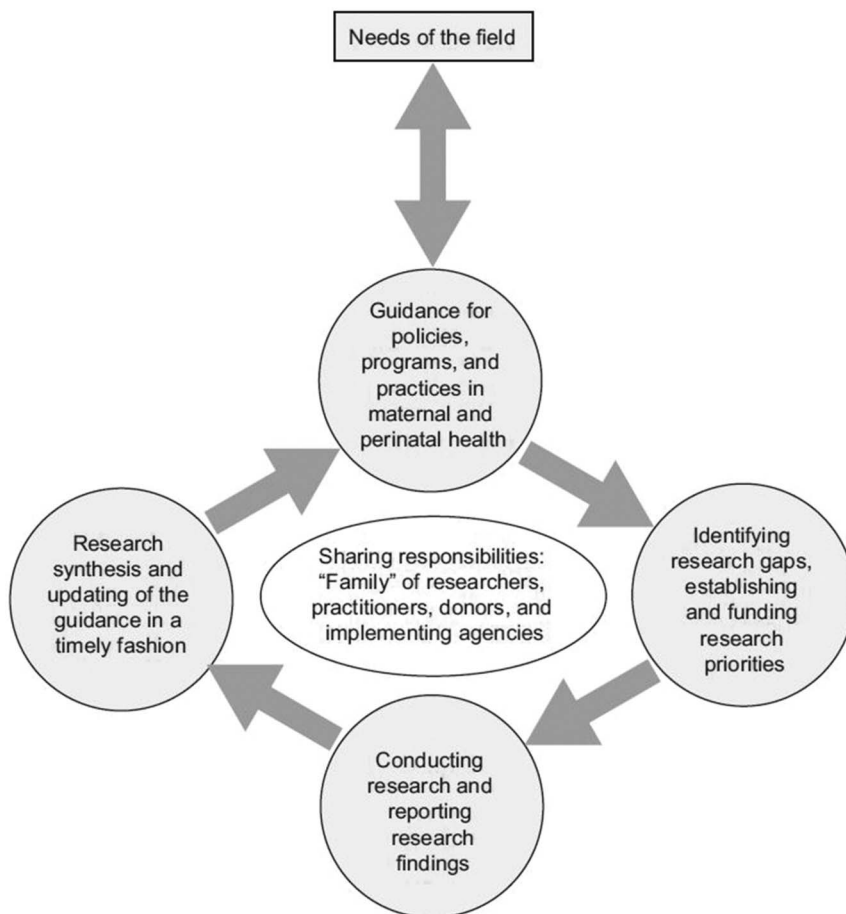 Needs of the field
Guidance for
policies,
programs, and
practices in
maternal and
perinatal health
Identifying
research gaps,
establishing
and funding
research
priorities
Sharing responsibilities:
“Family” of researchers,
practitioners, donors, and
implementing agencies
Research
synthesis and
updating of the
guidance in a
timely fashion
Conducting
research and
reporting
research
findings